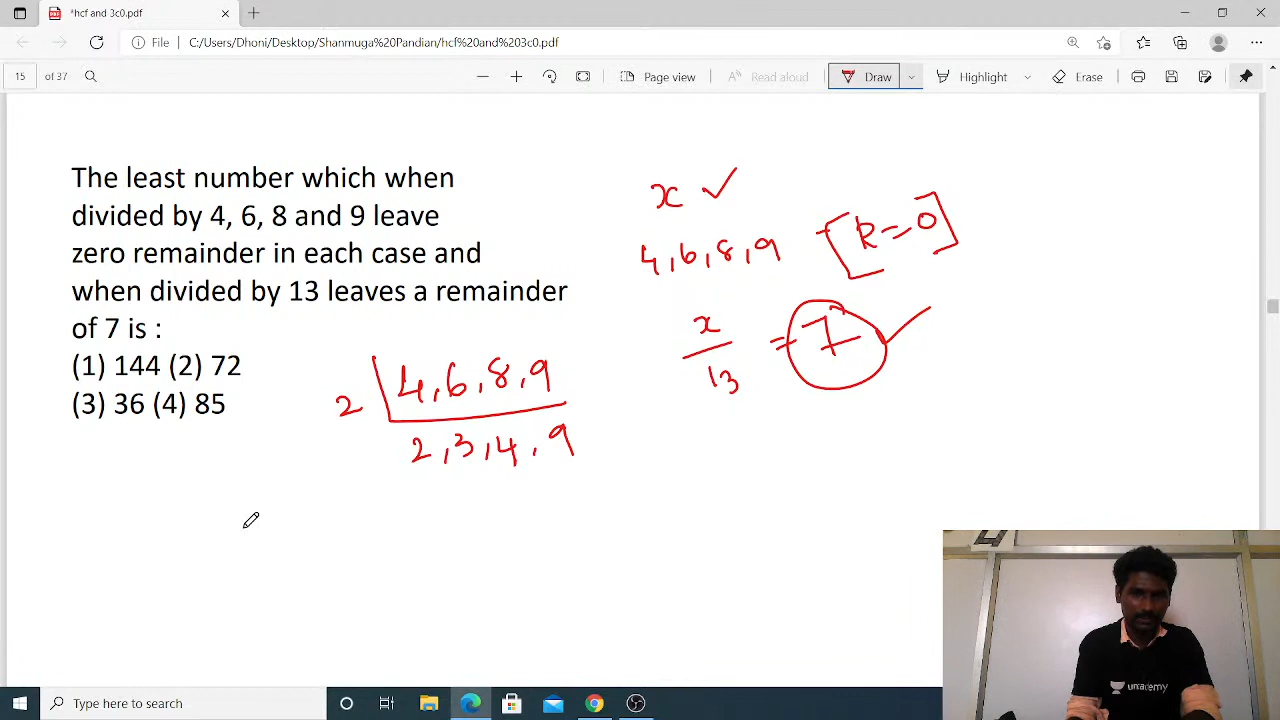 *hcf and 3c0.pdf
File C:/Users/Dhoni/Desktop/Shanmuga%20Pandian/hcf%20and%203c0.pdf
15 of 37 Page view Read aloud Draw Highlight Erase
The least number which when
divided by 4, 6, 8 and 9 leave
zero remainder in each case and
when divided by 13 leaves a remainder
of 7 is :
(1) 144 (2) 72
(3) 36 (4) 85
x ✓
4,6,8,9 [R=0]
x
13
= 7
2 4,6,8,9
2,3,4,9
unacademy
Type here to search